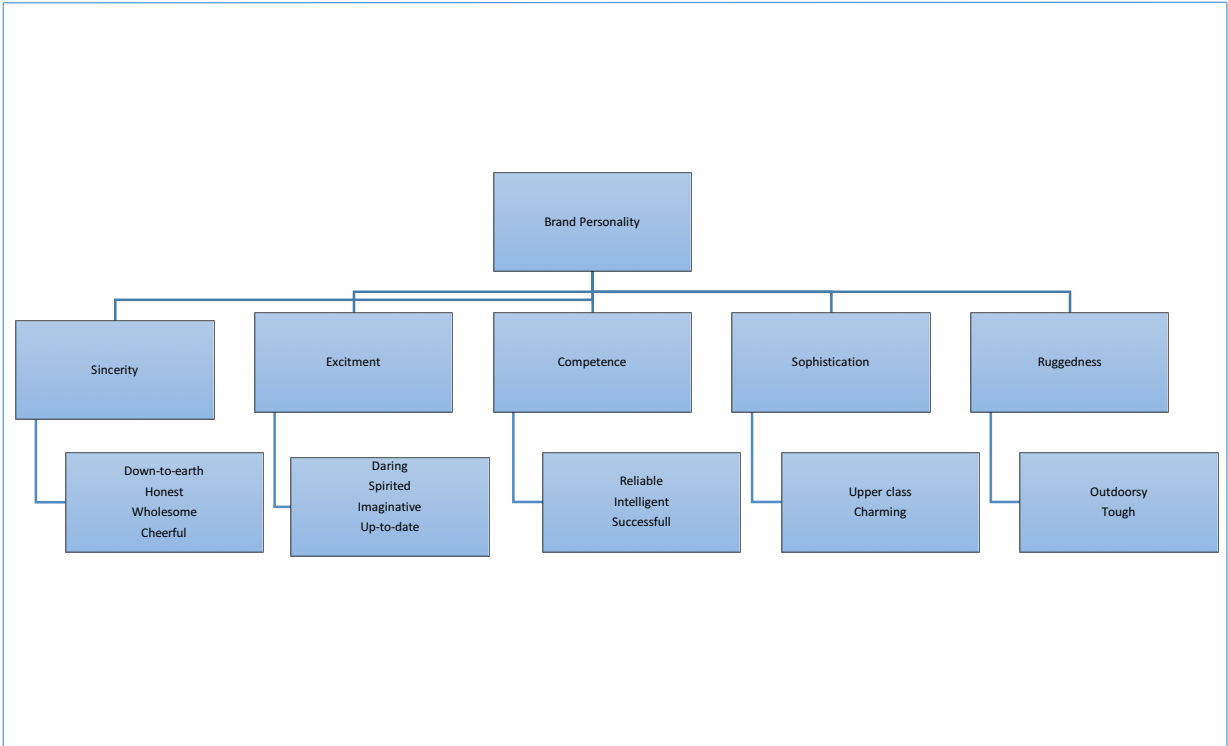 Brand Personality
Sincerity
Excitment
Competence
Sophistication
Ruggedness
Down-to-earth
Honest
Wholesome
Cheerful
Daring
Spirited
Imaginative
Up-to-date
Reliable
Intelligent
Successfull
Upper class
Charming
Outdoorsy
Tough